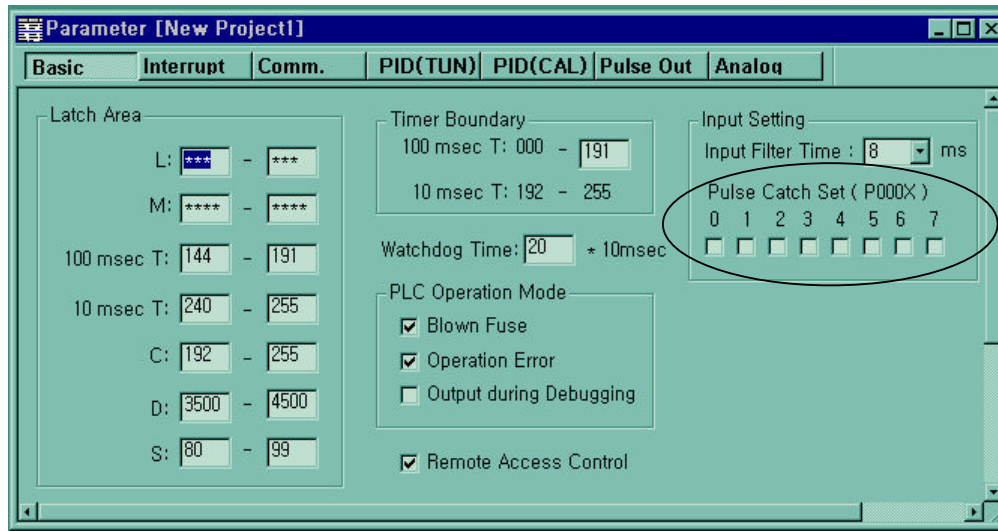 Parameter [New Project1]
Basic Interrupt Comm. PID(TUN) PID(CAL) Pulse Out Analog
Latch Area
L: *** - ***
M: **** - ****
100 msec T: 144 - 191
10 msec T: 240 - 255
C: 192 - 255
D: 3500 - 4500
S: 80 - 99
Timer Boundary
100 msec T: 000 - 191
10 msec T: 192 - 255
Watchdog Time: 20 * 10msec
PLC Operation Mode
Blown Fuse
Operation Error
Output during Debugging
Remote Access Control
Input Setting
Input Filter Time : 8 ms
Pulse Catch Set ( P000X )
0 1 2 3 4 5 6 7